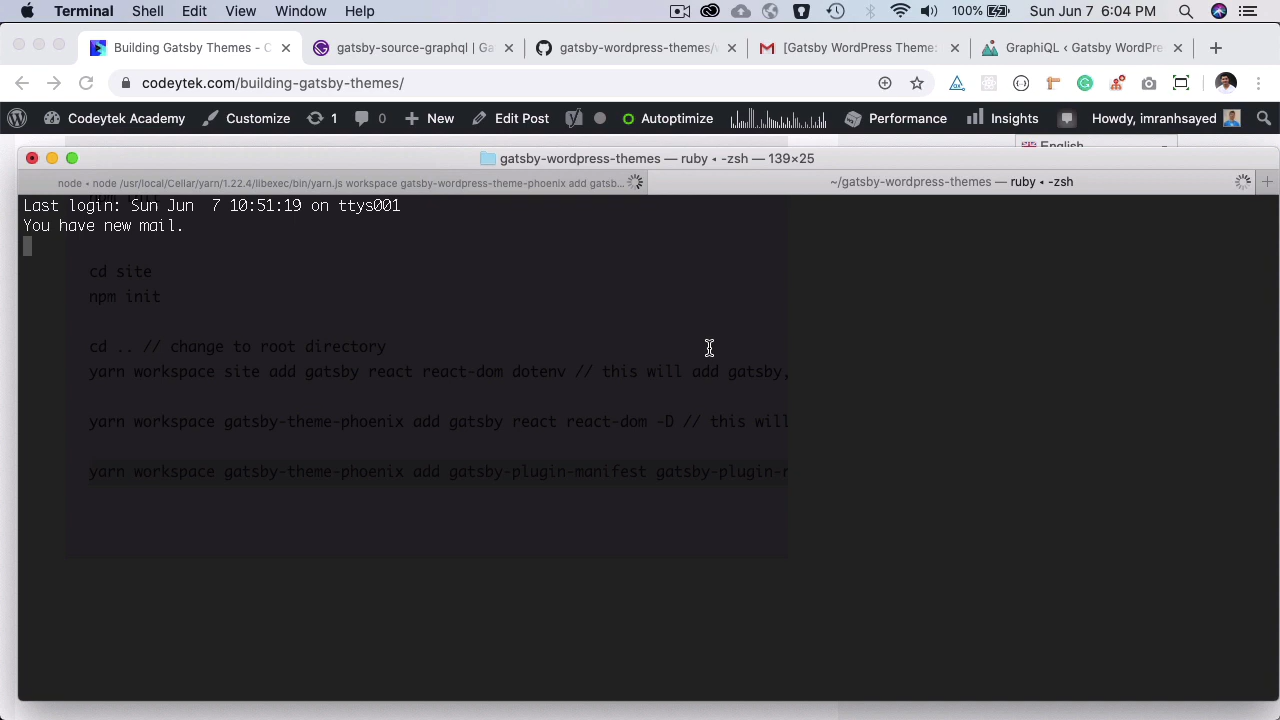 Terminal Shell Edit View Window Help 100% Sun Jun 7 6:04 PM
Building Gatsby Themes - C gatsby-source-graphql | Ga gatsby-wordpress-themes/ [Gatsby WordPress Theme: GraphiQL ‹ Gatsby WordPre
codeytek.com/building-gatsby-themes/
Codeytek Academy Customize 1 0 New Edit Post Autoptimize Performance Insights Howdy, imranhsayed
English
gatsby-wordpress-themes — ruby ◂ -zsh — 139×25
node ◂ node /usr/local/Cellar/yarn/1.22.4/libexec/bin/yarn.js workspace gatsby-wordpress-theme-phoenix add gatsb... ~/gatsby-wordpress-themes — ruby ◂ -zsh
Last login: Sun Jun  7 10:51:19 on ttys001
You have new mail.
cd site
npm init
cd .. // change to root directory
yarn workspace site add gatsby react react-dom dotenv // this will add gatsby,
yarn workspace gatsby-theme-phoenix add gatsby react react-dom -D // this will
yarn workspace gatsby-theme-phoenix add gatsby-plugin-manifest gatsby-plugin-r